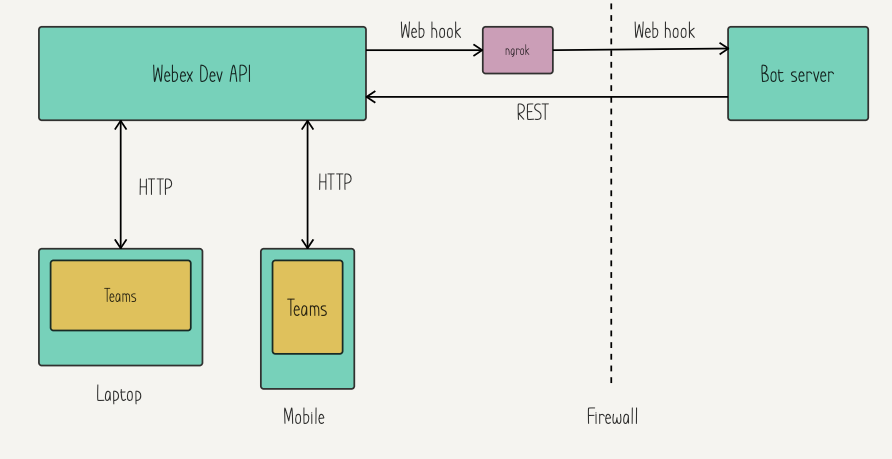 Web hook
Web hook
Webex Dev API
ngrok
Bot server
REST
HTTP
HTTP
Teams
Teams
Laptop
Mobile
Firewall